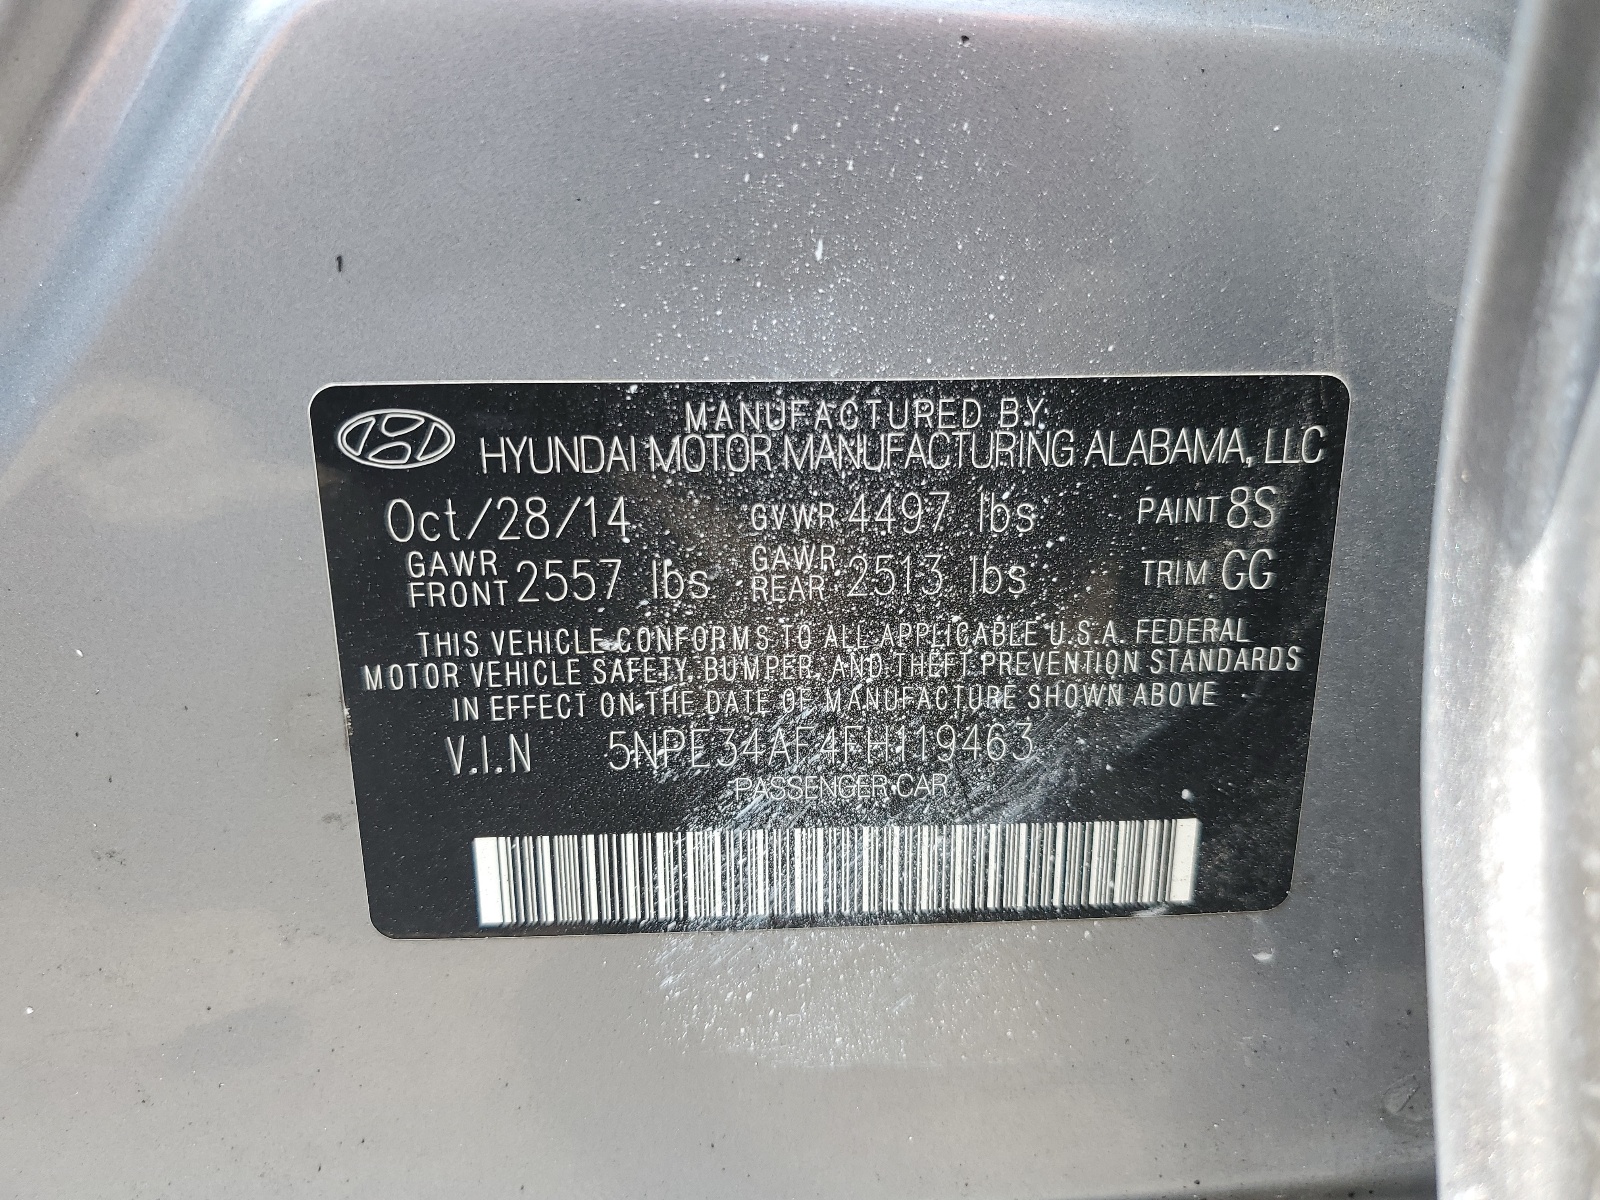 MANUFACTURED BY
HYUNDAI MOTOR MANUFACTURING ALABAMA, LLC
Oct/28/14 GVWR 4497 lbs PAINT 8S
GAWR FRONT 2557 lbs GAWR REAR 2513 lbs TRIM GG
THIS VEHICLE CONFORMS TO ALL APPLICABLE U.S.A. FEDERAL
MOTOR VEHICLE SAFETY, BUMPER, AND THEFT PREVENTION STANDARDS
IN EFFECT ON THE DATE OF MANUFACTURE SHOWN ABOVE
V.I.N 5NPE34AF4FH119463
PASSENGER CAR